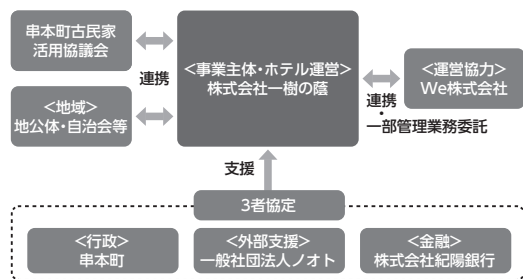 串本町古民家
活用協議会
連携
<地域>
地公体・自治会等
<事業主体・ホテル運営>
株式会社一樹の蔭
<運営協力>
We株式会社
連携
・
一部管理業務委託
支援
3者協定
<行政>
串本町
<外部支援>
一般社団法人ノオト
<金融>
株式会社紀陽銀行